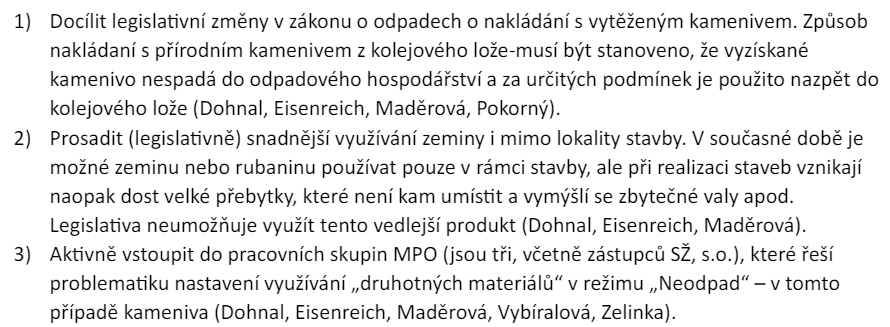 1) Docílit legislativní změny v zákonu o odpadech o nakládání s vytěženým kamenivem. Způsob
nakládaní s přírodním kamenivem z kolejového lože-musí být stanoveno, že vyzískané
kamenivo nespadá do odpadového hospodářství a za určitých podmínek je použito nazpět do
kolejového lože (Dohnal, Eisenreich, Maděrová, Pokorný).
2) Prosadit (legislativně) snadnější využívání zeminy i mimo lokality stavby. V současné době je
možné zeminu nebo rubaninu používat pouze v rámci stavby, ale při realizaci staveb vznikají
naopak dost velké přebytky, které není kam umístit a vymýšlí se zbytečné valy apod.
Legislativa neumožňuje využít tento vedlejší produkt (Dohnal, Eisenreich, Maděrová).
3) Aktivně vstoupit do pracovních skupin MPO (jsou tři, včetně zástupců SŽ, s.o.), které řeší
problematiku nastavení využívání „druhotných materiálů“ v režimu „Neodpad“ – v tomto
případě kameniva (Dohnal, Eisenreich, Maděrová, Vybíralová, Zelinka).